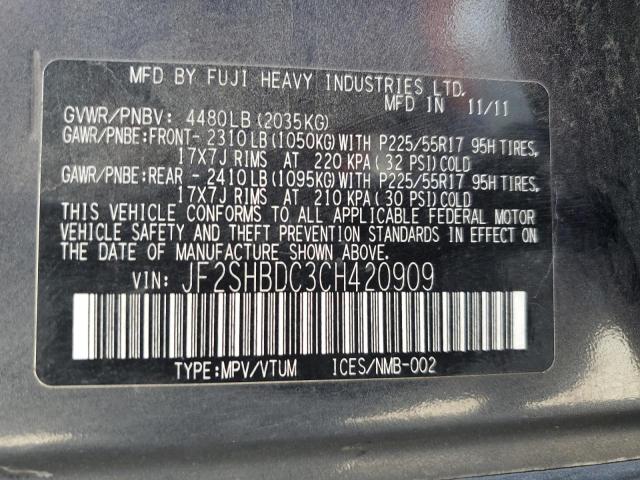 MFD BY FUJI HEAVY INDUSTRIES LTD.
MFD IN 11/11
GVWR/PNBV: 4480LB(2035KG)
GAWR/PNBE:FRONT- 2310LB(1050KG)WITH P225/55R17 95H TIRES,
17X7J RIMS AT 220 KPA(32 PSI)COLD
GAWR/PNBE:REAR - 2410LB(1095KG)WITH P225/55R17 95H TIRES,
17X7J RIMS AT 210 KPA(30 PSI)COLD
THIS VEHICLE CONFORMS TO ALL APPLICABLE FEDERAL MOTOR
VEHICLE SAFETY AND THEFT PREVENTION STANDARDS IN EFFECT ON
THE DATE OF MANUFACTURE SHOWN ABOVE.
VIN: JF2SHBDC3CH420909
TYPE:MPV/VTUM ICES/NMB-002